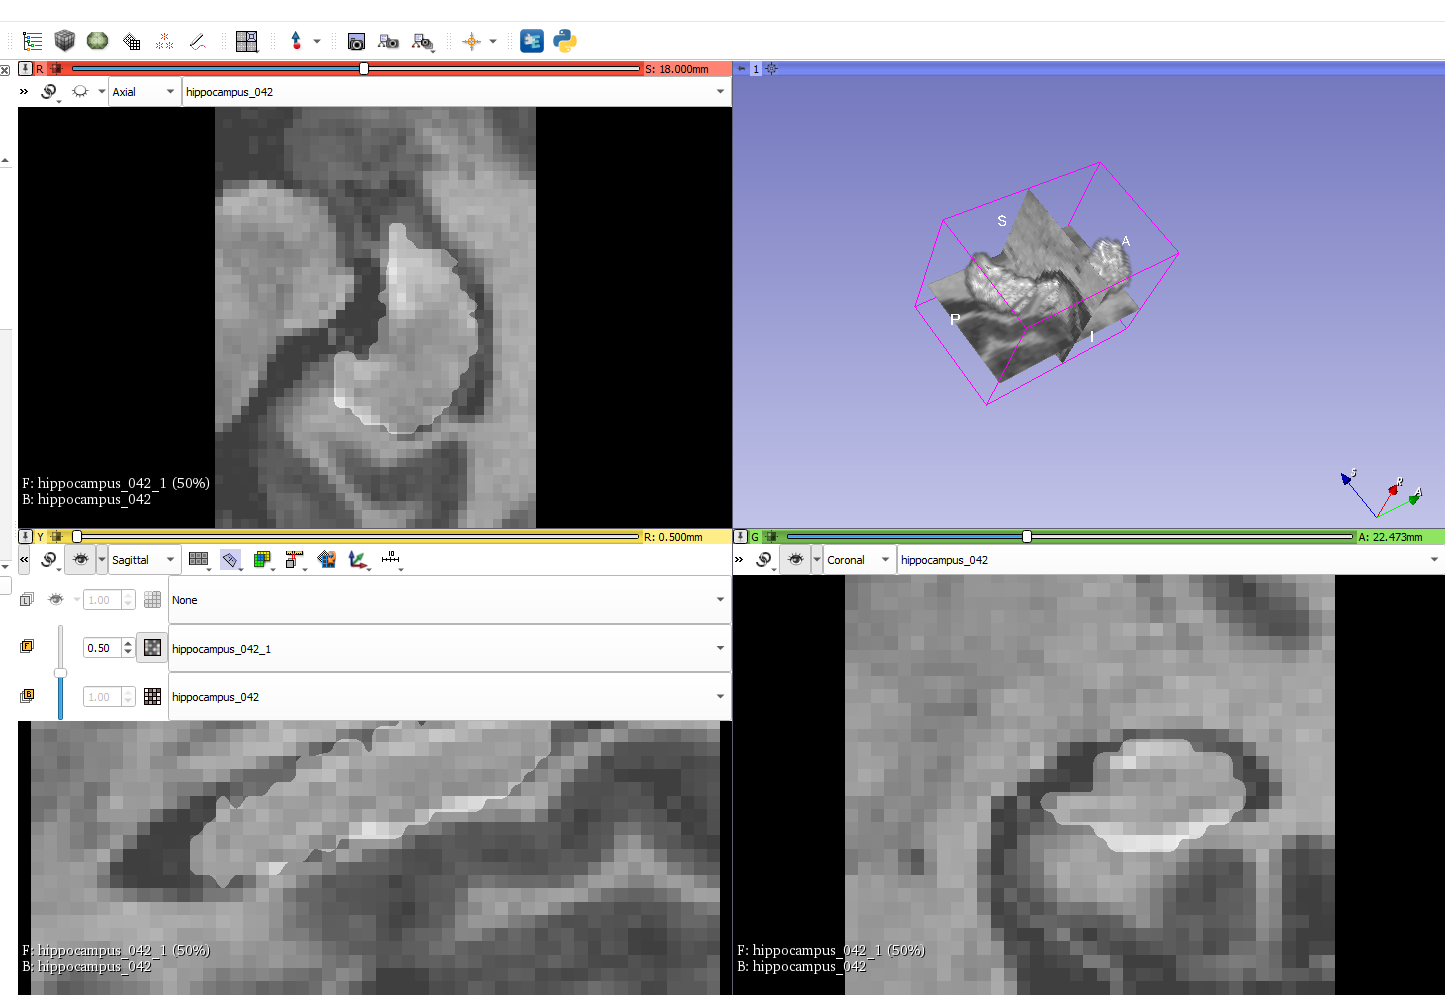 R
S: 18.000mm
1
Axial
hippocampus_042
S
A
P
I
F: hippocampus_042_1 (50%)
B: hippocampus_042
S
R
A
Y
R: 0.500mm
G
A: 22.473mm
Sagittal
Coronal
hippocampus_042
L
1.00
None
F
0.50
hippocampus_042_1
B
1.00
hippocampus_042
F: hippocampus_042_1 (50%)
B: hippocampus_042
F: hippocampus_042_1 (50%)
B: hippocampus_042